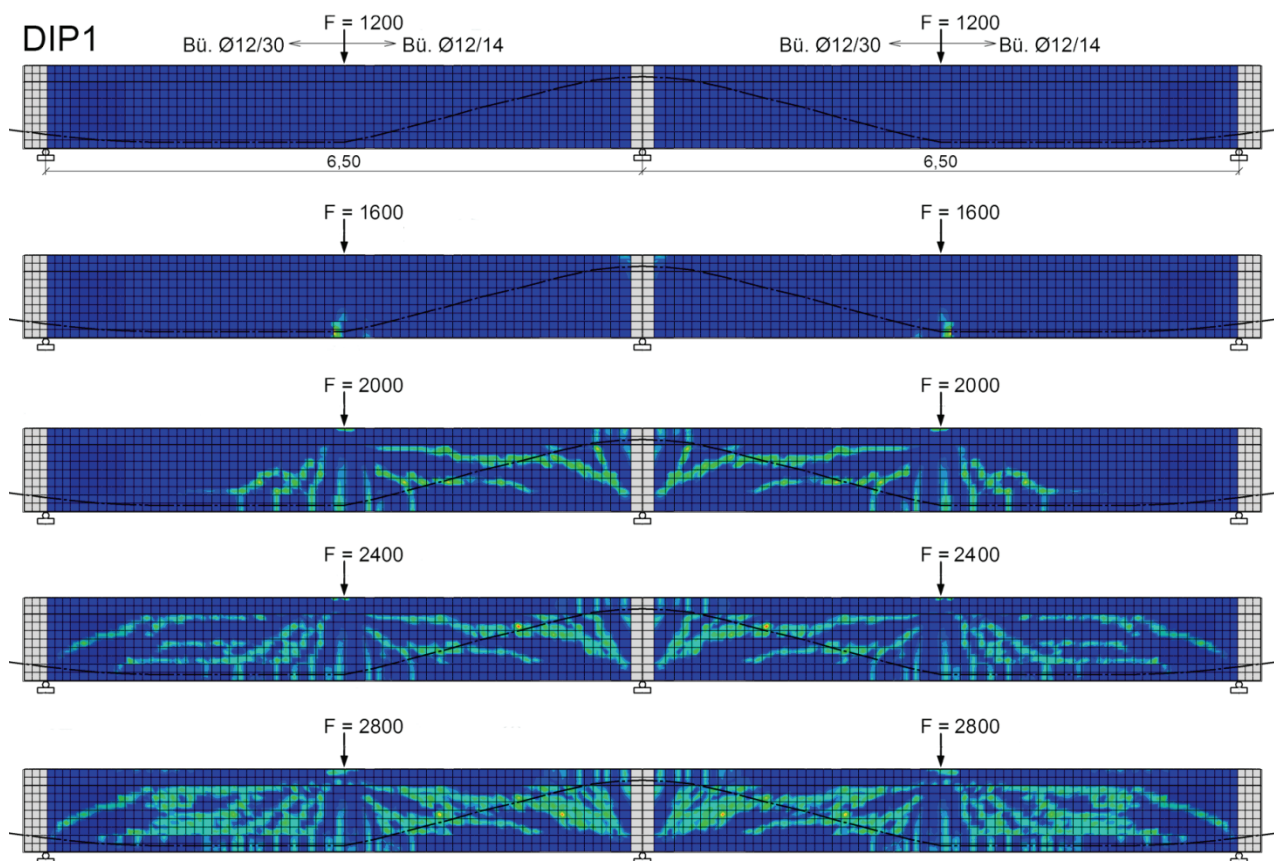 DIP1
F = 1200 F = 1200
Bü. Ø12/30 Bü. Ø12/14 Bü. Ø12/30 Bü. Ø12/14
6,50 6,50
F = 1600 F = 1600
F = 2000 F = 2000
F = 2400 F = 2400
F = 2800 F = 2800